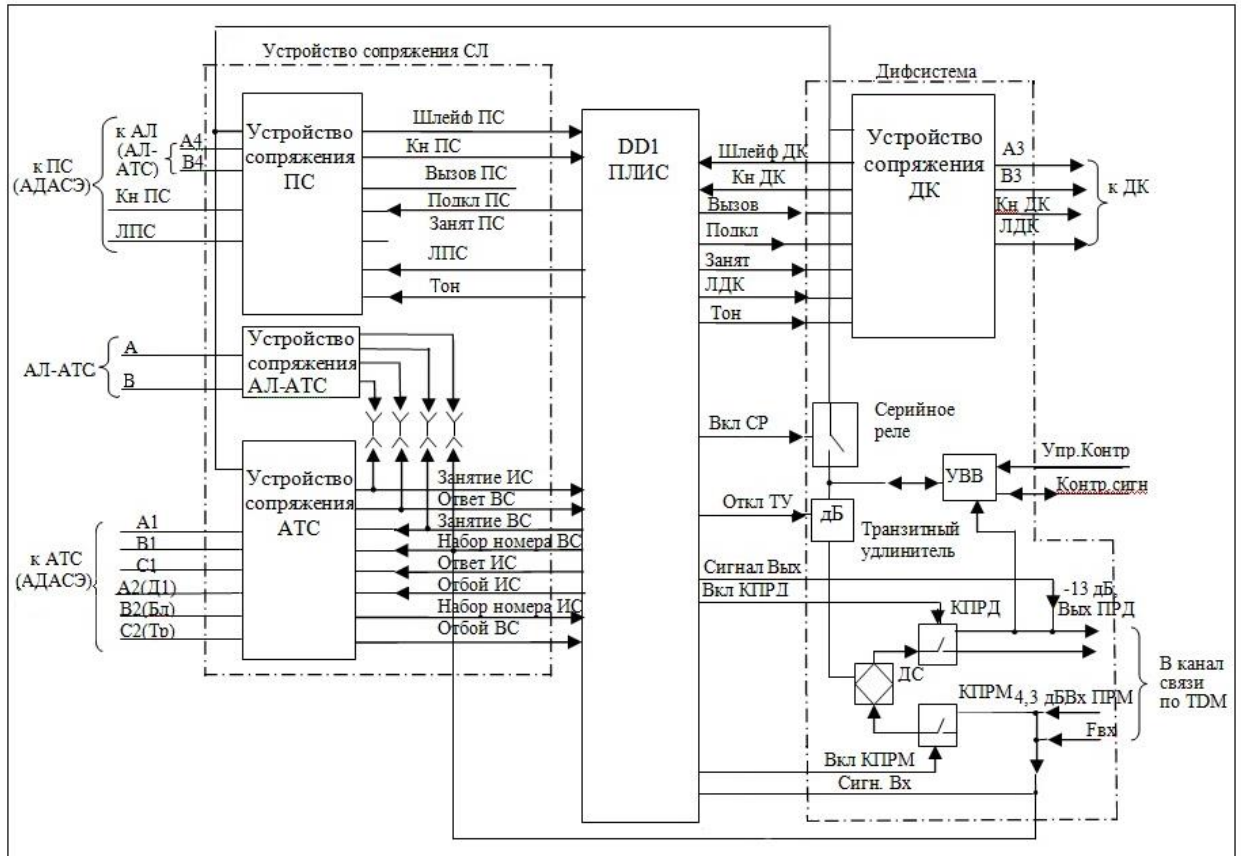 Устройство сопряжения СЛ
Дифсистема
к ПС
(АДАСЭ)
к АЛ
(АЛ-
АТС)
А4
В4
Кн ПС
ЛПС
Устройство
сопряжения
ПС
Шлейф ПС
Кн ПС
Вызов ПС
Подкл ПС
Занят ПС
ЛПС
Тон
DD1
ПЛИС
Шлейф ДК
Кн ДК
Вызов
Подкл
Занят
ЛДК
Тон
Устройство
сопряжения
ДК
А3
В3
Кн ДК
ЛДК
к ДК
АЛ-АТС
А
В
Устройство
сопряжения
АЛ-АТС
к АТС
(АДАСЭ)
А1
В1
С1
А2(Д1)
В2(Бл)
С2(Тр)
Устройство
сопряжения
АТС
Занятие ИС
Ответ ВС
Занятие ВС
Набор номера ВС
Ответ ИС
Отбой ИС
Набор номера ИС
Отбой ВС
Вкл СР
Серийное
реле
УВВ
Упр.Контр
Контр.сигн
Откл ТУ
дБ
Транзитный
удлинитель
Сигнал Вых
Вкл КПРД
КПРД
-13 дБ,
Вых ПРД
ДС
КПРМ
4,3 дБВх ПРМ
Fвх
В канал
связи
по TDM
Вкл КПРМ
Сигн. Вх